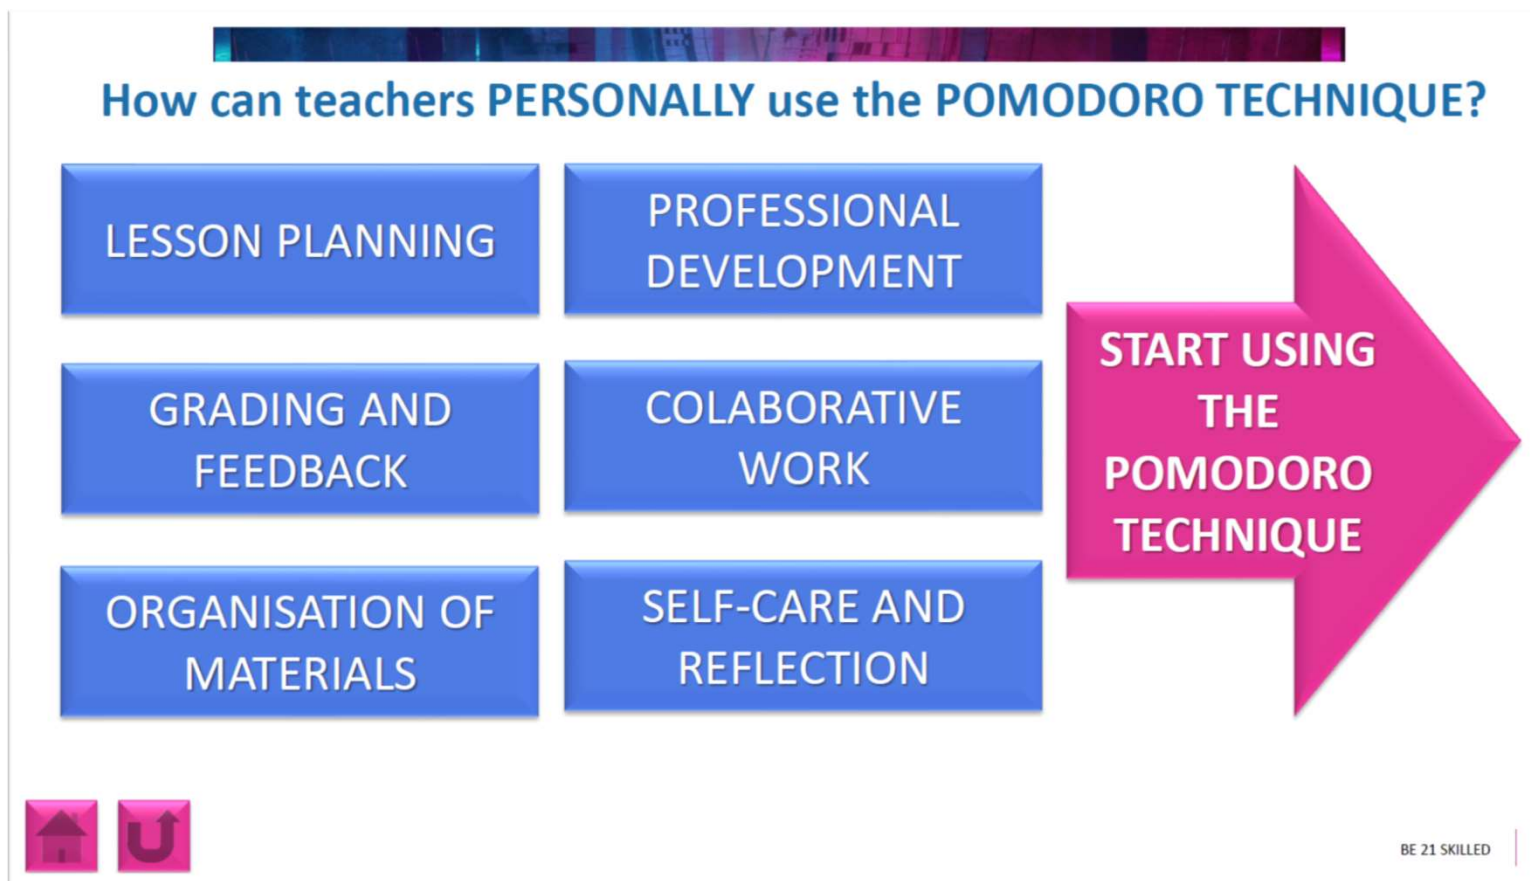 How can teachers PERSONALLY use the POMODORO TECHNIQUE?
LESSON PLANNING
PROFESSIONAL
DEVELOPMENT
GRADING AND
FEEDBACK
COLABORATIVE
WORK
ORGANISATION OF
MATERIALS
SELF-CARE AND
REFLECTION
START USING
THE
POMODORO
TECHNIQUE
BE 21 SKILLED